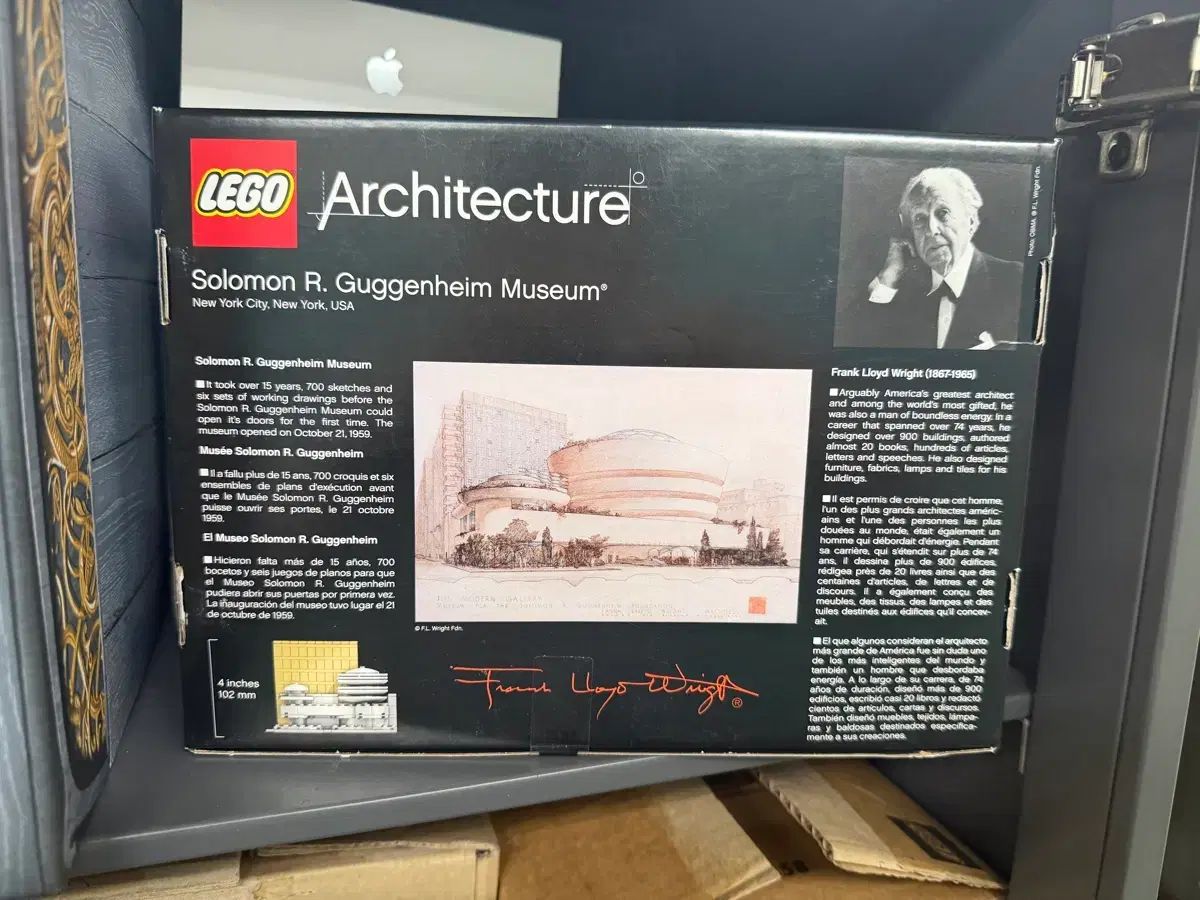 LEGO
Architecture
Solomon R. Guggenheim Museum®
New York City, New York, USA
Solomon R. Guggenheim Museum
It took over 15 years, 700 sketches and
six sets of working drawings before the
Solomon R. Guggenheim Museum could
open it's doors for the first time. The
museum opened on October 21, 1959.
Musée Solomon R. Guggenheim
Il a fallu plus de 15 ans, 700 croquis et six
ensembles de plans d'exécution avant
que le Musée Solomon R. Guggenheim
puisse ouvrir ses portes, le 21 octobre
1959.
El Museo Solomon R. Guggenheim
Hicieron falta más de 15 años, 700
bocetos y seis juegos de planos para que
el Museo Solomon R. Guggenheim
pudiera abrir sus puertas por primera vez.
La inauguración del museo tuvo lugar el 21
de octubre de 1959.
4 inches
102 mm
THE MODERN GALLERY
MUSEUM FOR THE SOLOMON R. GUGGENHEIM FOUNDATION
FRANK LLOYD WRIGHT ARCHITECT
© F.L. Wright Fdn.
Frank Lloyd Wright®
Photo: OBMA. © F.L. Wright Fdn.
Frank Lloyd Wright (1867-1965)
Arguably America's greatest architect
and among the world's most gifted, he
was also a man of boundless energy. In a
career that spanned over 74 years, he
designed over 900 buildings, authored
almost 20 books, hundreds of articles,
letters and speeches. He also designed
furniture, fabrics, lamps and tiles for his
buildings.
Il est permis de croire que cet homme,
l'un des plus grands architectes améric-
ains et l'une des personnes les plus
douées au monde, était également un
homme qui débordait d'énergie. Pendant
sa carrière, qui s'étendit sur plus de 74
ans, il dessina plus de 900 édifices,
rédigea près de 20 livres ainsi que des
centaines d'articles, de lettres et de
discours. Il a également conçu des
meubles, des tissus, des lampes et des
tuiles destinés aux édifices qu'il concev-
ait.
El que algunos consideran el arquitecto
más grande de América fue sin duda uno
de los más inteligentes del mundo y
también un hombre que desbordaba
energía. A lo largo de su carrera, de 74
años de duración, diseñó más de 900
edificios, escribió casi 20 libros y redactó
cientos de artículos, cartas y discursos.
También diseñó muebles, tejidos, lámpa-
ras y baldosas destinados específica-
mente a sus creaciones.